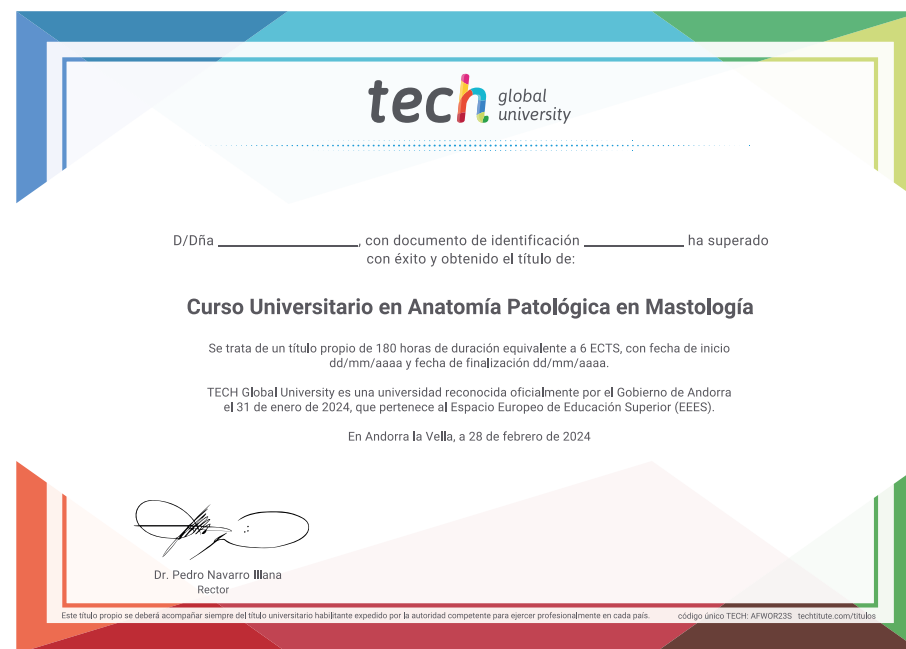 tech global university
D/Dña ____________________, con documento de identificación ______________ ha superado
con éxito y obtenido el título de:
Curso Universitario en Anatomía Patológica en Mastología
Se trata de un título propio de 180 horas de duración equivalente a 6 ECTS, con fecha de inicio
dd/mm/aaaa y fecha de finalización dd/mm/aaaa.
TECH Global University es una universidad reconocida oficialmente por el Gobierno de Andorra
el 31 de enero de 2024, que pertenece al Espacio Europeo de Educación Superior (EEES).
En Andorra la Vella, a 28 de febrero de 2024
Dr. Pedro Navarro Illana
Rector
Este título propio se deberá acompañar siempre del título universitario habilitante expedido por la autoridad competente para ejercer profesionalmente en cada país. código único TECH: AFWOR23S techtitute.com/titulos